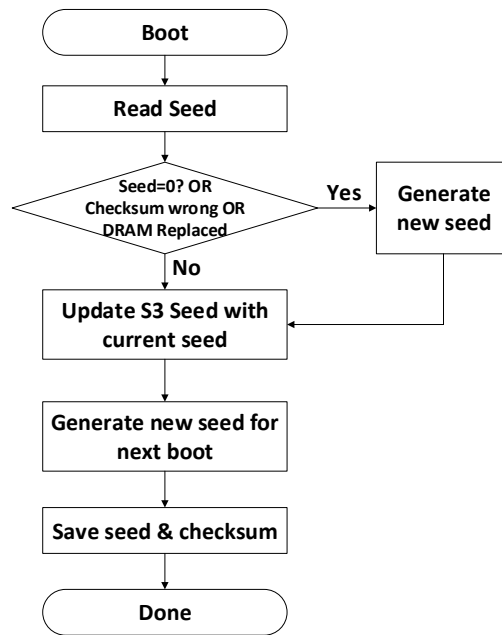 Boot
Read Seed
Seed=0? OR
Checksum wrong OR
DRAM Replaced
Yes
Generate
new seed
No
Update S3 Seed with
current seed
Generate new seed for
next boot
Save seed & checksum
Done